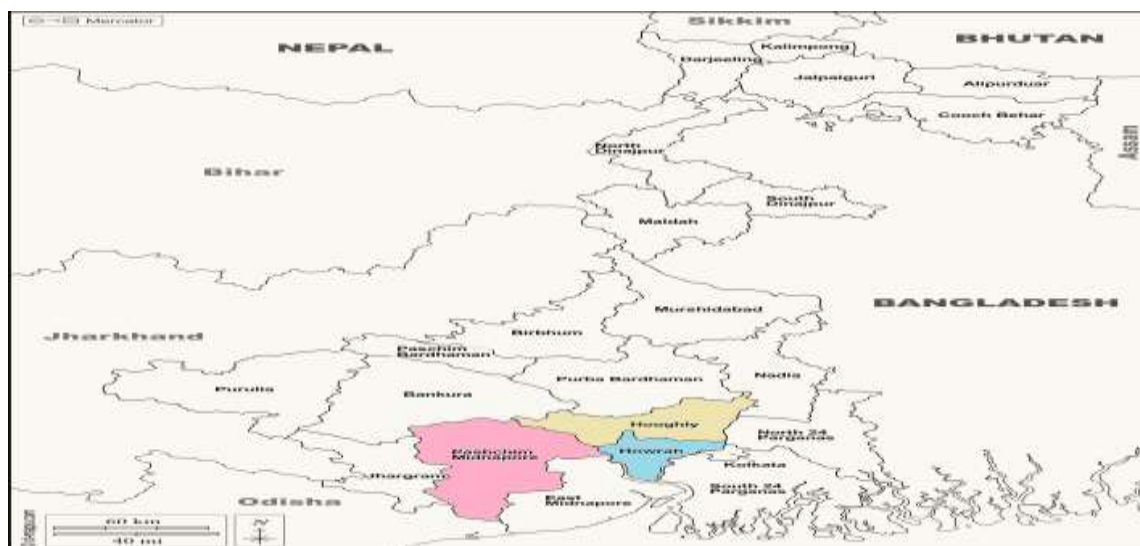 Mercator
Sikkim
NEPAL
BHUTAN
Kalimpong
Darjeeling
Jalpaiguri
Alipurduar
Cooch Behar
Assam
North
Dinajpur
Bihar
South
Dinajpur
Maldah
BANGLADESH
Murshidabad
Birbhum
Jharkhand
Paschim
Bardhaman
Purba Bardhaman
Nadia
Purulia
Bankura
Hooghly
North 24
Parganas
Pashchim
Midnapore
Howrah
Kolkata
Jhargram
South 24
Parganas
Odisha
East
Midnapore
60 km
40 mi
N